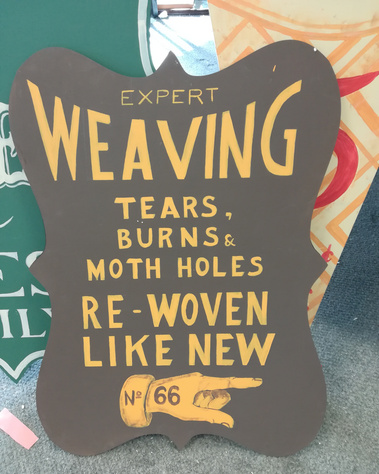 EXPERT
WEAVING
TEARS,
BURNS &
MOTH HOLES
RE-WOVEN
LIKE NEW
Nº 66